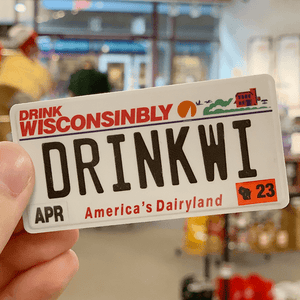 DRINK
WISCONSINBLY
DRINKWI
APR
America's Dairyland
23